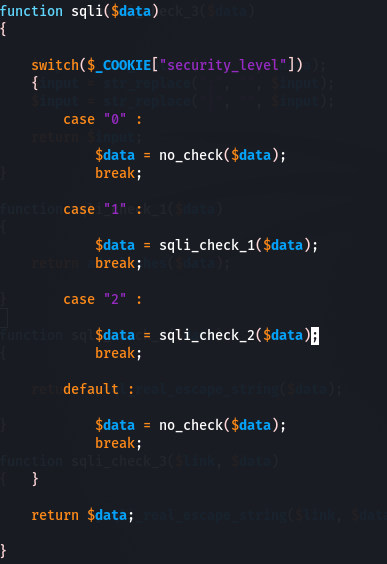 function sqli($data)
{
switch($_COOKIE["security_level"])
{
case "0" :
$data = no_check($data);
break;
case "1" :
$data = sqli_check_1($data);
break;
case "2" :
$data = sqli_check_2($data);
break;
default :
$data = no_check($data);
break;
}
return $data;
}